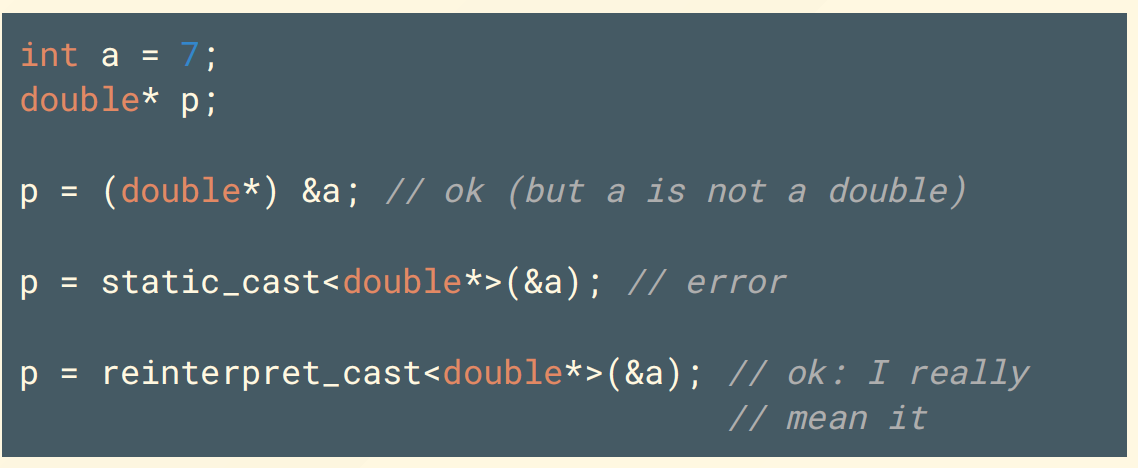 int a = 7;
double* p;
p = (double*) &a; // ok (but a is not a double)
p = static_cast<double*>(&a); // error
p = reinterpret_cast<double*>(&a); // ok: I really
// mean it